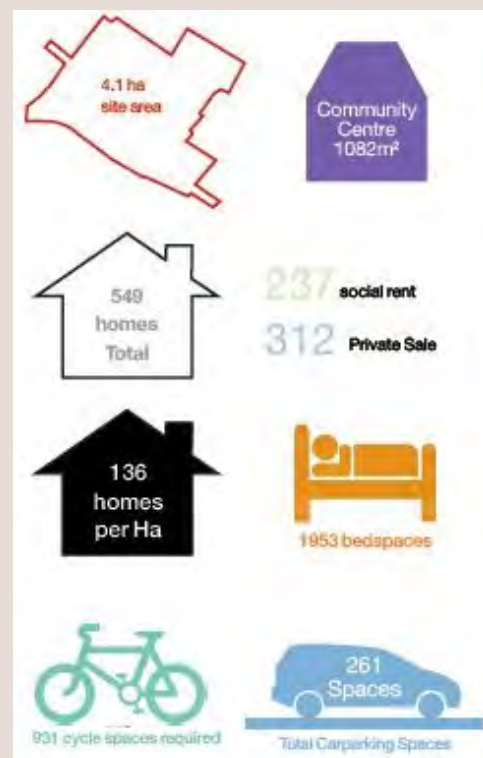 4.1 ha
site area
Community
Centre
1082m²
549
homes
Total
237 social rent
312 Private Sale
136
homes
per Ha
1953 bedspaces
931 cycle spaces required
261
Spaces
Total Carparking Spaces